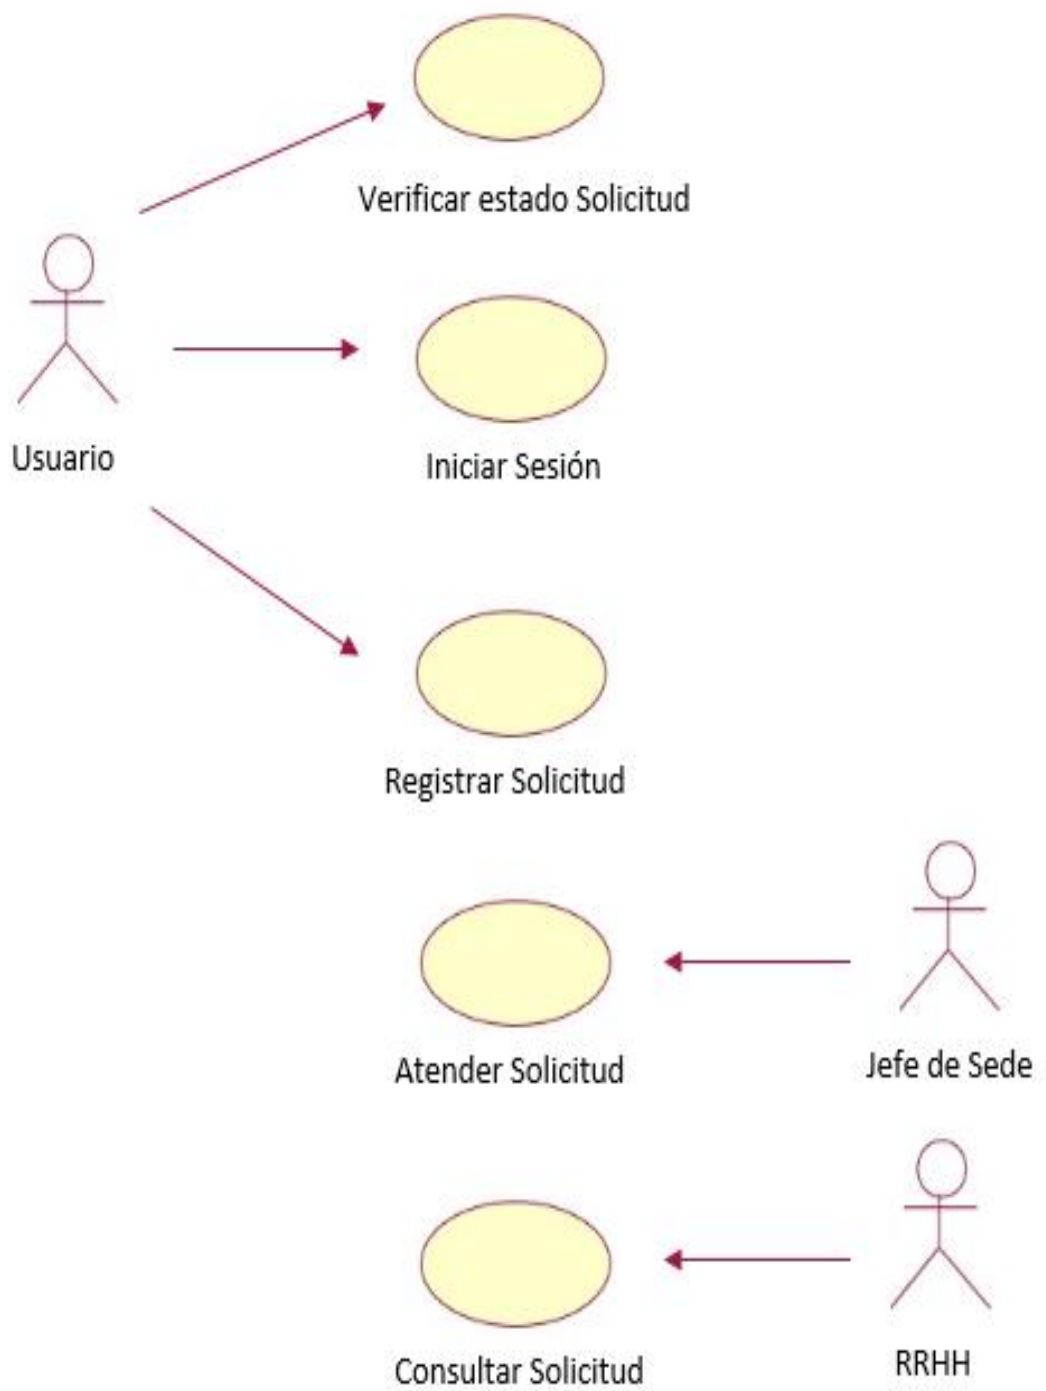 Verificar estado Solicitud
Usuario
Iniciar Sesión
Registrar Solicitud
Atender Solicitud
Jefe de Sede
Consultar Solicitud
RRHH